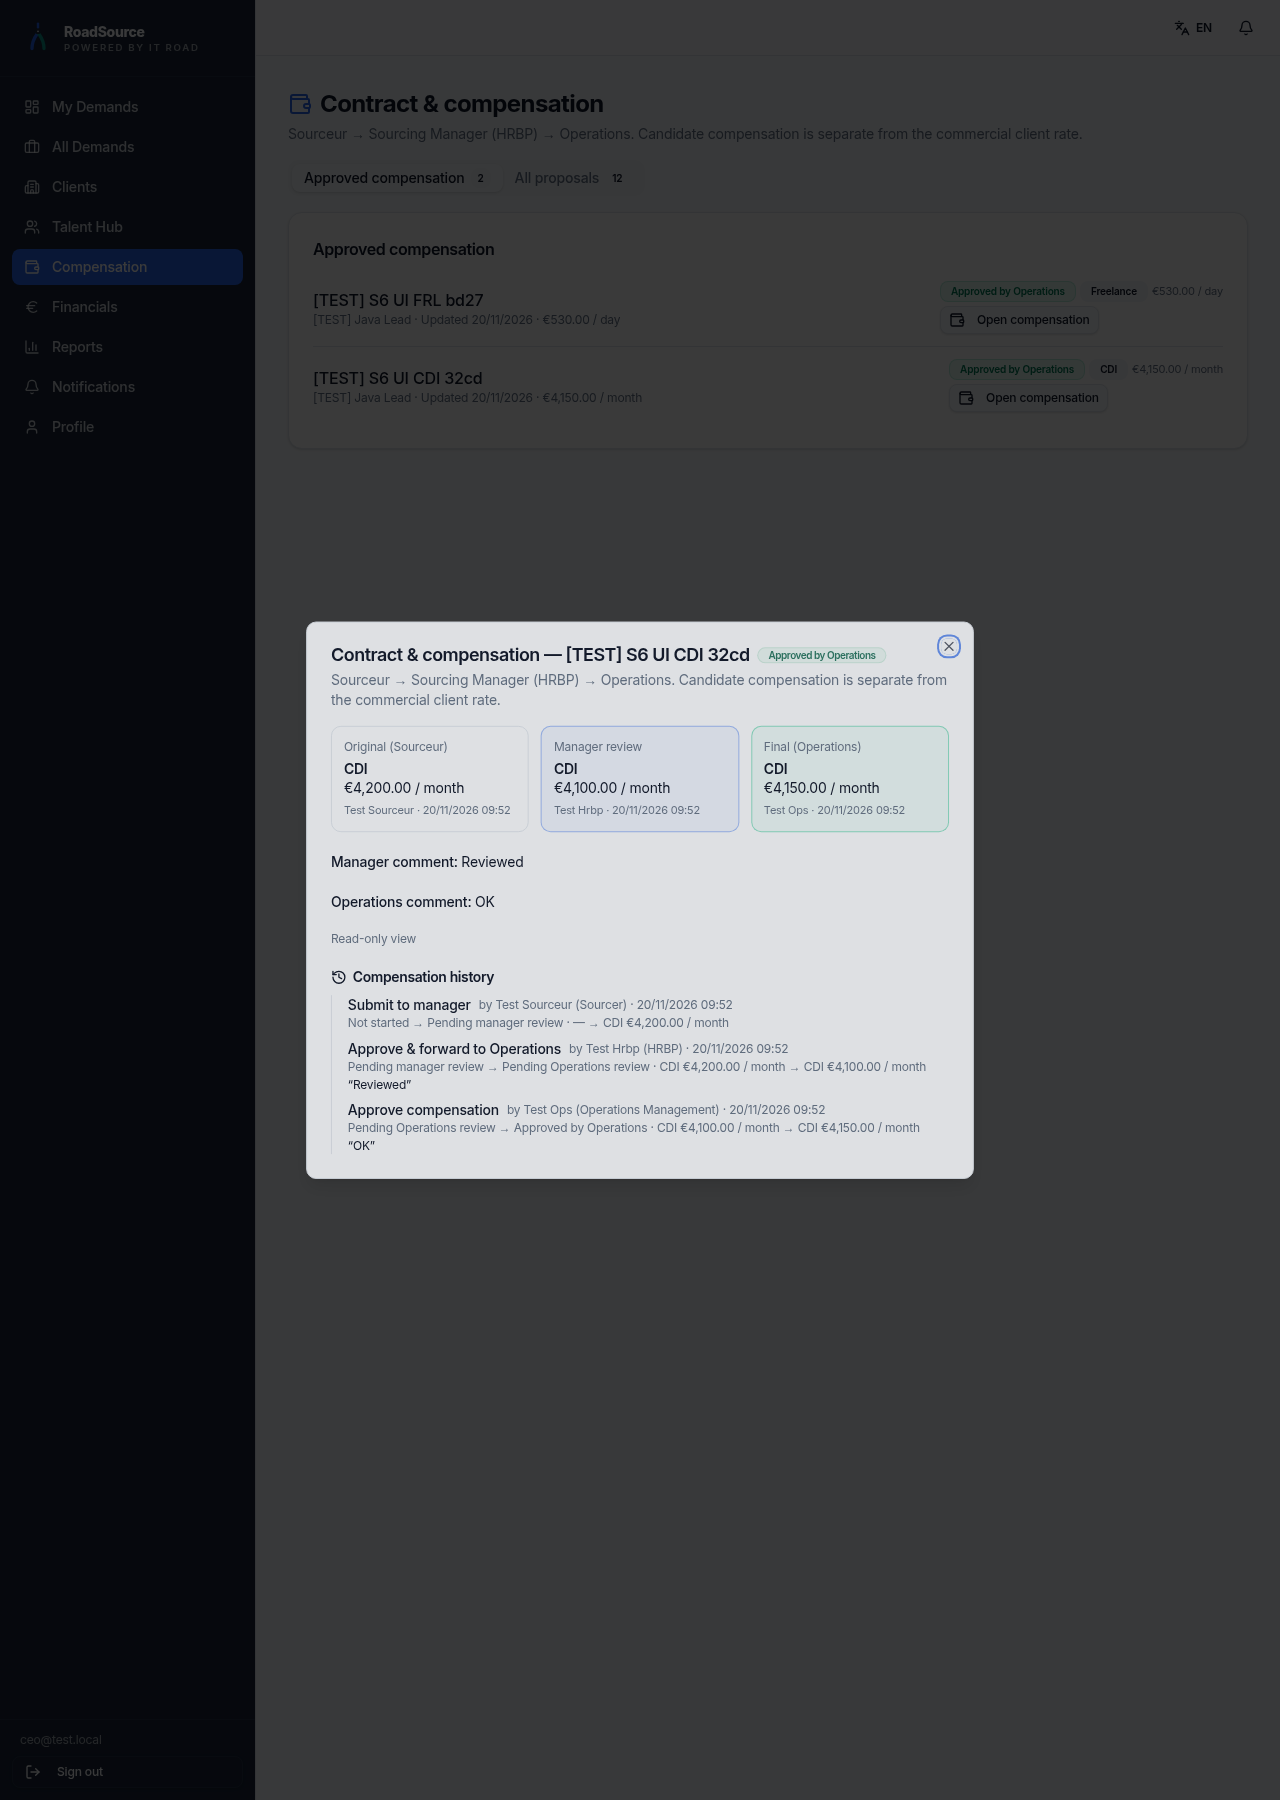 RoadSource
POWERED BY IT ROAD
My Demands
All Demands
Clients
Talent Hub
Compensation
Financials
Reports
Notifications
Profile
ceo@test.local
Sign out
EN
Contract & compensation
Sourceur → Sourcing Manager (HRBP) → Operations. Candidate compensation is separate from the commercial client rate.
Approved compensation 2 All proposals 12
Approved compensation
[TEST] S6 UI FRL bd27
[TEST] Java Lead · Updated 20/11/2026 · €530.00 / day
Approved by Operations Freelance €530.00 / day
Open compensation
[TEST] S6 UI CDI 32cd
[TEST] Java Lead · Updated 20/11/2026 · €4,150.00 / month
Approved by Operations CDI €4,150.00 / month
Open compensation
Contract & compensation — [TEST] S6 UI CDI 32cd Approved by Operations
Sourceur → Sourcing Manager (HRBP) → Operations. Candidate compensation is separate from
the commercial client rate.
Original (Sourceur)
CDI
€4,200.00 / month
Test Sourceur · 20/11/2026 09:52
Manager review
CDI
€4,100.00 / month
Test Hrbp · 20/11/2026 09:52
Final (Operations)
CDI
€4,150.00 / month
Test Ops · 20/11/2026 09:52
Manager comment: Reviewed
Operations comment: OK
Read-only view
Compensation history
Submit to manager by Test Sourceur (Sourcer) · 20/11/2026 09:52
Not started → Pending manager review · — → CDI €4,200.00 / month
Approve & forward to Operations by Test Hrbp (HRBP) · 20/11/2026 09:52
Pending manager review → Pending Operations review · CDI €4,200.00 / month → CDI €4,100.00 / month
“Reviewed”
Approve compensation by Test Ops (Operations Management) · 20/11/2026 09:52
Pending Operations review → Approved by Operations · CDI €4,100.00 / month → CDI €4,150.00 / month
“OK”